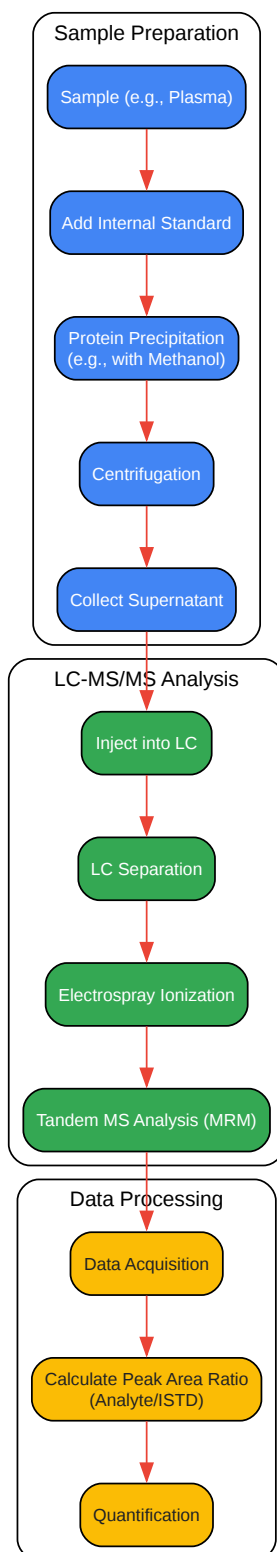 Sample Preparation
Sample (e.g., Plasma)
Add Internal Standard
Protein Precipitation
(e.g., with Methanol)
Centrifugation
Collect Supernatant
LC-MS/MS Analysis
Inject into LC
LC Separation
Electrospray Ionization
Tandem MS Analysis (MRM)
Data Processing
Data Acquisition
Calculate Peak Area Ratio
(Analyte/ISTD)
Quantification